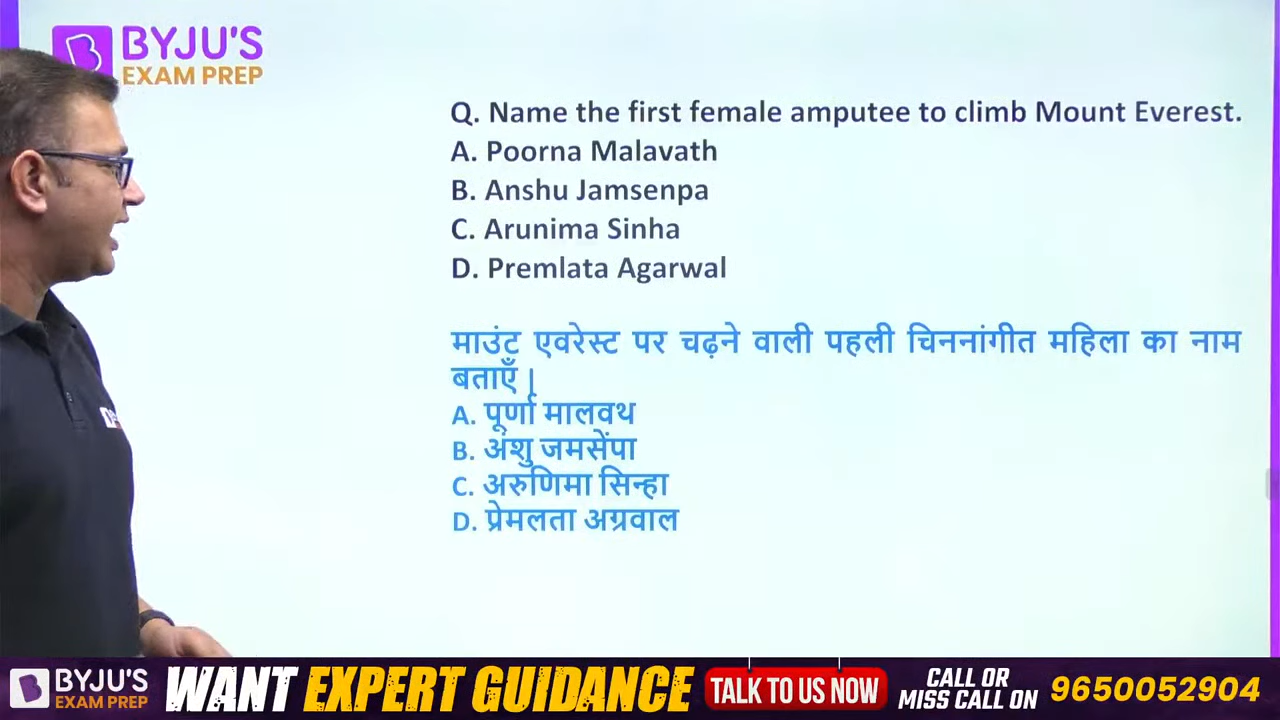 BYJU'S
EXAM PREP
Q. Name the first female amputee to climb Mount Everest.
A. Poorna Malavath
B. Anshu Jamsenpa
C. Arunima Sinha
D. Premlata Agarwal
माउंट एवरेस्ट पर चढ़ने वाली पहली चिननांगीत महिला का नाम
बताएँ |
A. पूर्णा मालवथ
B. अंशु जमसेंपा
C. अरुणिमा सिन्हा
D. प्रेमलता अग्रवाल
BYJU'S
EXAM PREP
WANT EXPERT GUIDANCE
TALK TO US NOW
CALL OR
MISS CALL ON
9650052904